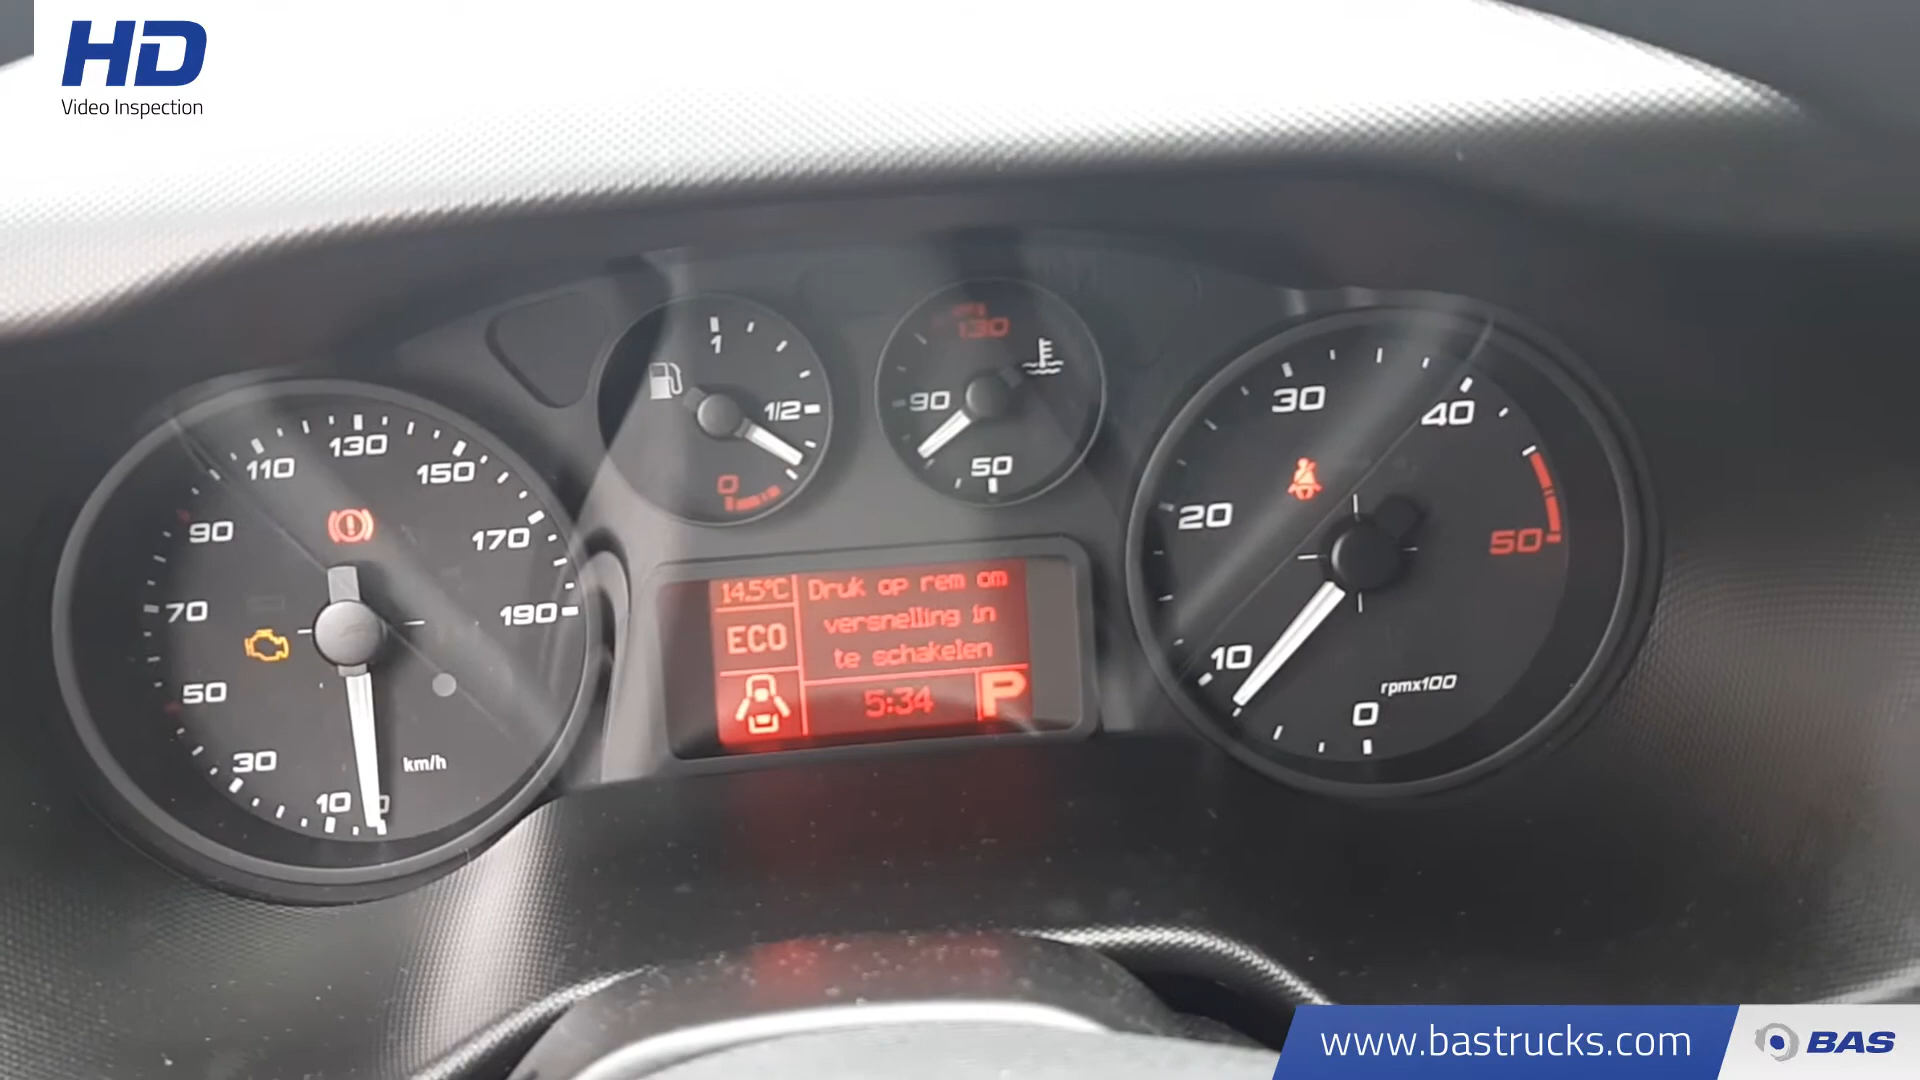 HD
Video Inspection
1
1/2
0
130
90
50
10
30
50
70
90
110
130
150
170
190
km/h
14.5°C
Druk op rem om
versnelling in
te schakelen
ECO
5:34
P
0
10
20
30
40
50
rpmx100
www.bastrucks.com
BAS